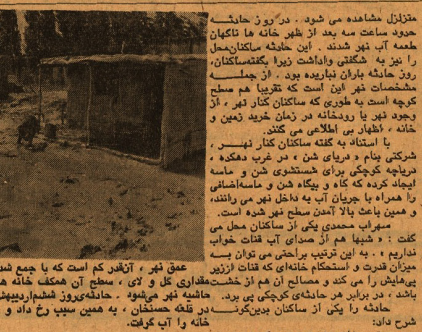 متزلزل مشاهده می شود . در روز حادثه
حدود ساعت سه بعد از ظهر خانه ها ناگهان
طعمه آب نهر شدند . این حادثه ساکنان‌محل
را نیز به شگفتی واداشت زیرا بگفته‌ساکنان،
روز حادثه باران نباریده بود . از جمله
مشخصات نهر این است که تقریبا هم سطح
کوچه است به طوری که ساکنان کنار نهر ، از
وجود نهر یا رودخانه در زمان خرید زمین و
خانه ، اظهار بی اطلاعی می کنند
با استناد به گفته ساکنان کنار نهر ،
شرکتی بنام « دریای شن » در غرب دهکده ،
دریاچه کوچکی برای شستشوی شن و ماسه
ایجاد کرده که گاه و بیگاه شن و ماسه‌اضافی
را همراه با جریان آب به داخل نهر می رانند،
و همین باعث بالا آمدن سطح نهر شده است.
سهراب محمدی یکی از ساکنان محل می
گفت : « شبها هم از صدای آب قنات خواب
نداریم » . به این ترتیب براحتی می توان به
میزان قدرت و استحکام خانه‌ای که قنات اززیر
پی‌هایش را می‌کند و مصالح آن هم از خشت
باشد ، در برابر هر حادثه‌ی کوچکی پی برد.
حادثه را یکی از ساکنان بدین‌گونه
شرح داد:
عمق نهر ، آن‌قدر کم است که با جمع شد
مقداری گل و لای ، سطح آن همکف خانه ها
حاشیه نهر می‌شود . حادثه‌ی‌روز ششم‌اردیبهش
در قلعه حسنخان ، به همین سبب رخ داد و
خانه را آب گرفت.